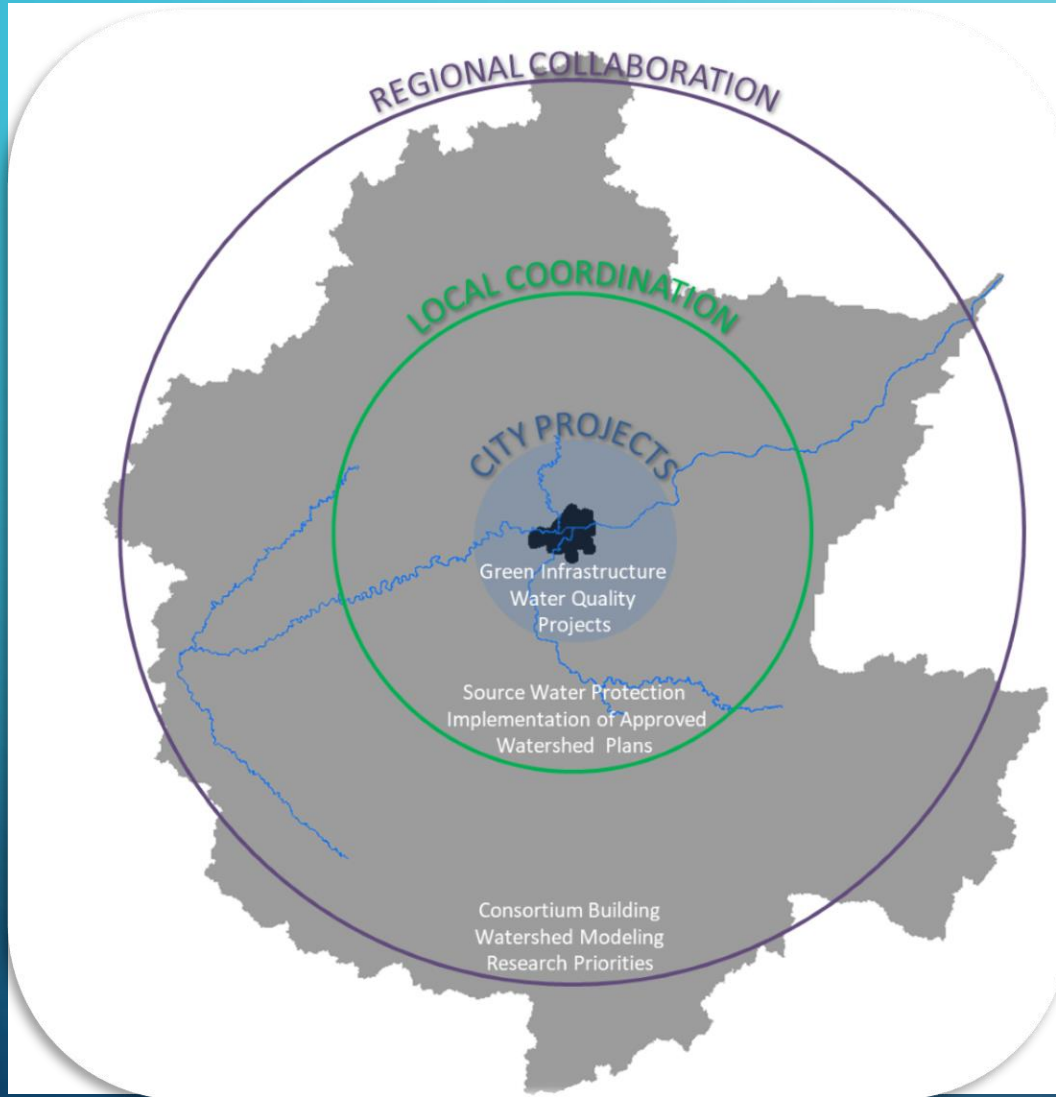 REGIONAL COLLABORATION
LOCAL COORDINATION
CITY PROJECTS
Green Infrastructure
Water Quality
Projects
Source Water Protection
Implementation of Approved
Watershed Plans
Consortium Building
Watershed Modeling
Research Priorities